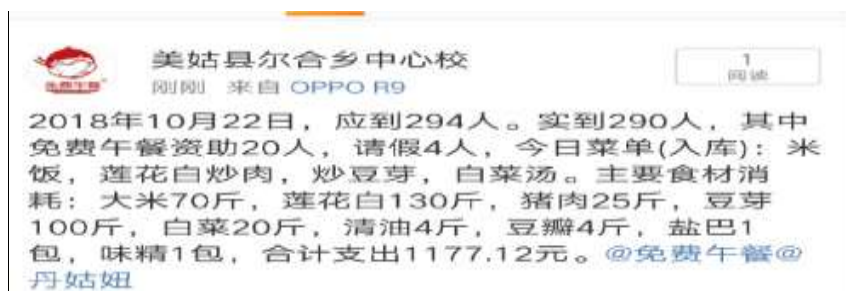 美姑县尔合乡中心校
刚刚 来自 OPPO R9
1
阅读
2018年10月22日，应到294人。实到290人，其中
免费午餐资助20人，请假4人，今日菜单(入库)：米
饭，莲花白炒肉，炒豆芽，白菜汤。主要食材消
耗：大米70斤，莲花白130斤，猪肉25斤，豆芽
100斤，白菜20斤，清油4斤，豆瓣4斤，盐巴1
包，味精1包，合计支出1177.12元。@免费午餐@
丹姑妞